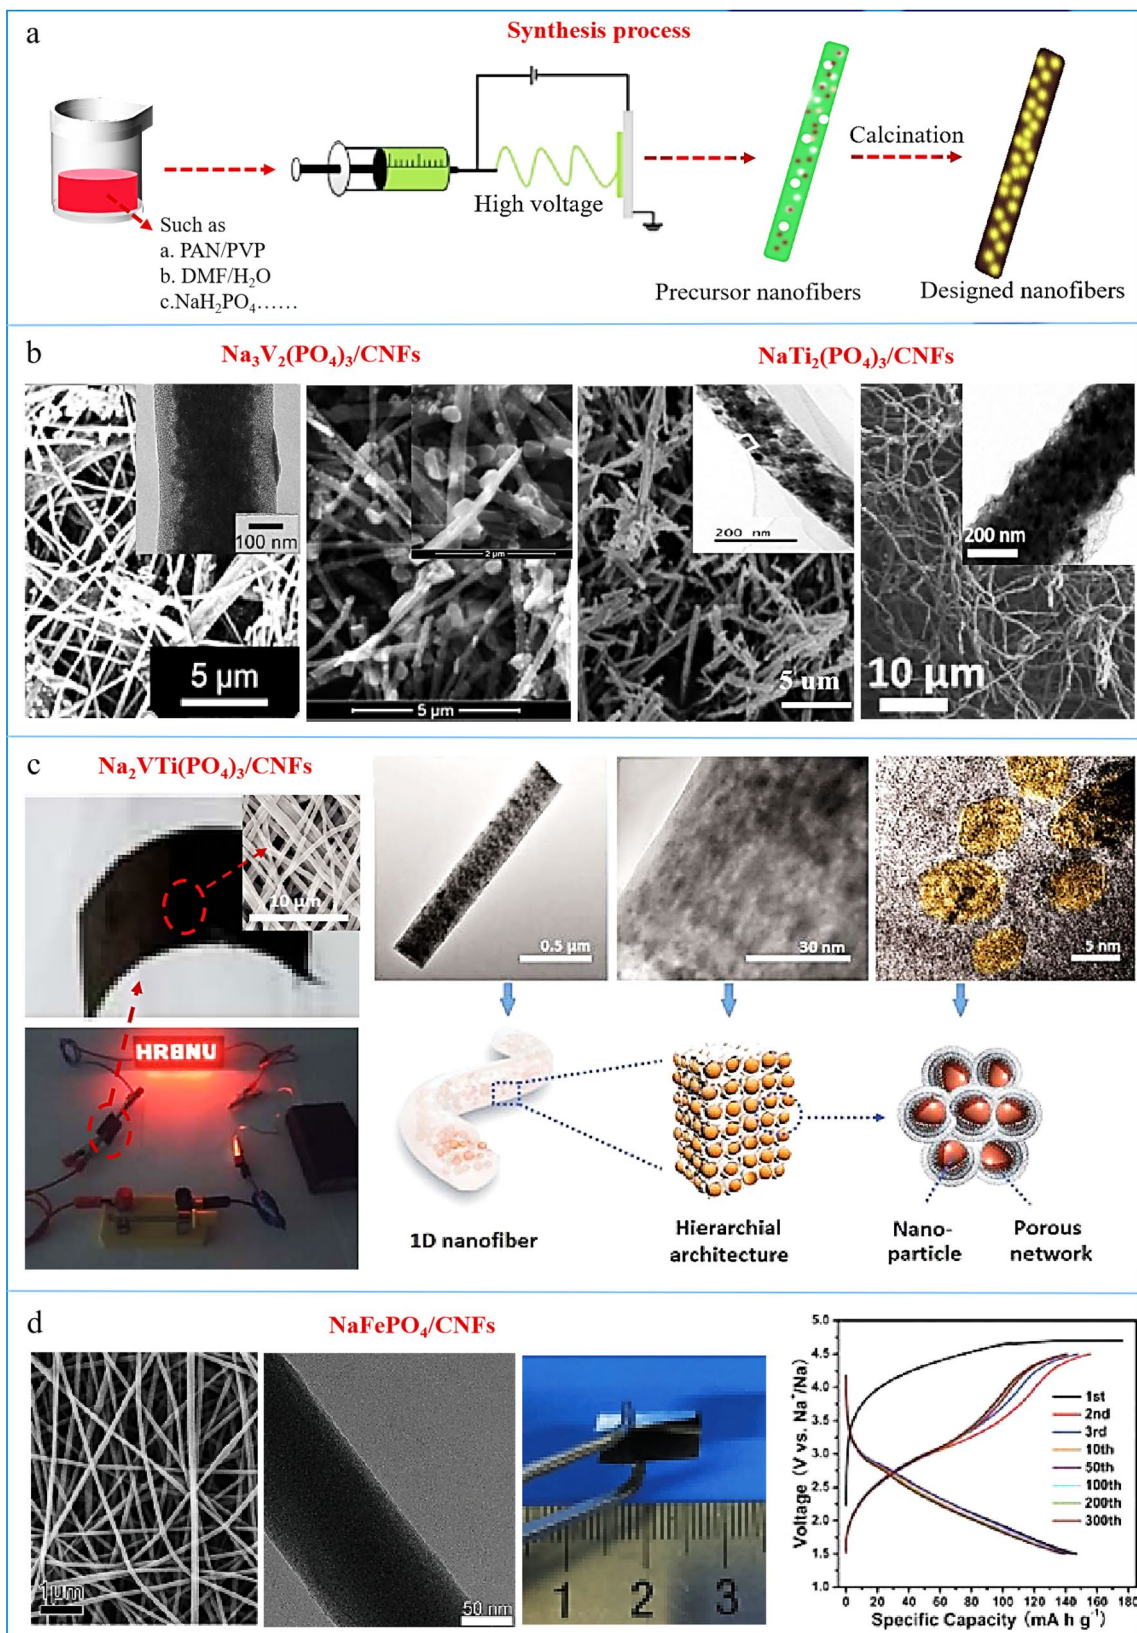 a
Synthesis process
Such as
a. PAN/PVP
b. DMF/H₂O
c.NaH₂PO₄……
High voltage
Calcination
Precursor nanofibers
Designed nanofibers
b
Na₃V₂(PO₄)₃/CNFs
NaTi₂(PO₄)₃/CNFs
100 nm
5 μm
2 μm
5 μm
200 nm
5 um
200 nm
10 μm
c
Na₂VTi(PO₄)₃/CNFs
10 μm
0.5 μm
30 nm
5 nm
HRBNU
1D nanofiber
Hierarchial
architecture
Nano-
particle
Porous
network
d
NaFePO₄/CNFs
1μm
50 nm
1 2 3
Voltage (V vs. Na⁺/Na)
5.0
4.5
4.0
3.5
3.0
2.5
2.0
1.5
1.0
1st
2nd
3rd
10th
50th
100th
200th
300th
0 20 40 60 80 100 120 140 160 180
Specific Capacity (mA h g⁻¹)